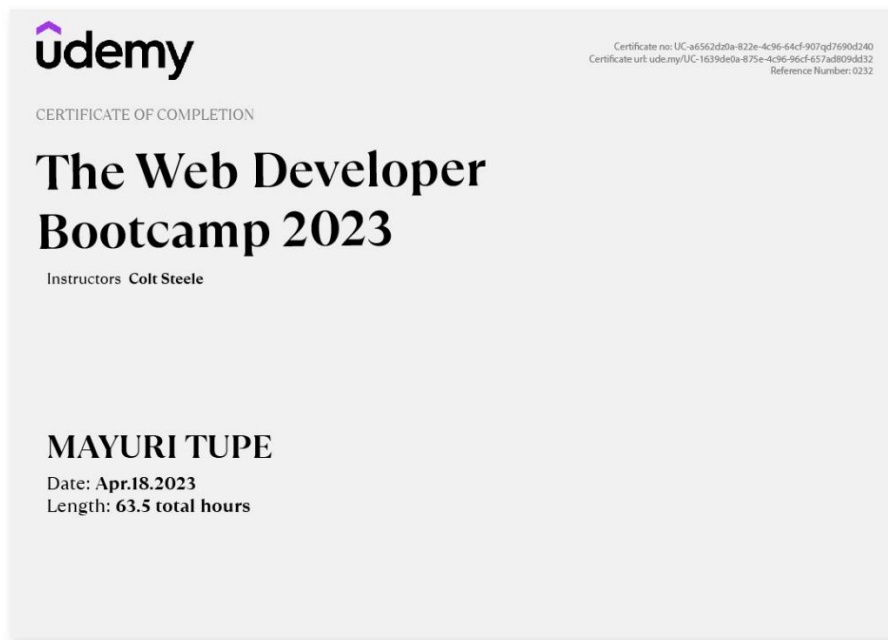 ûdemy
Certificate no: UC-a6562dz0a-822e-4c96-64cf-907qd7690d240
Certificate url: ude.my/UC-1639de0a-875e-4c96-96cf-657ad809dd32
Reference Number: 0232
CERTIFICATE OF COMPLETION
The Web Developer
Bootcamp 2023
Instructors Colt Steele
MAYURI TUPE
Date: Apr.18.2023
Length: 63.5 total hours